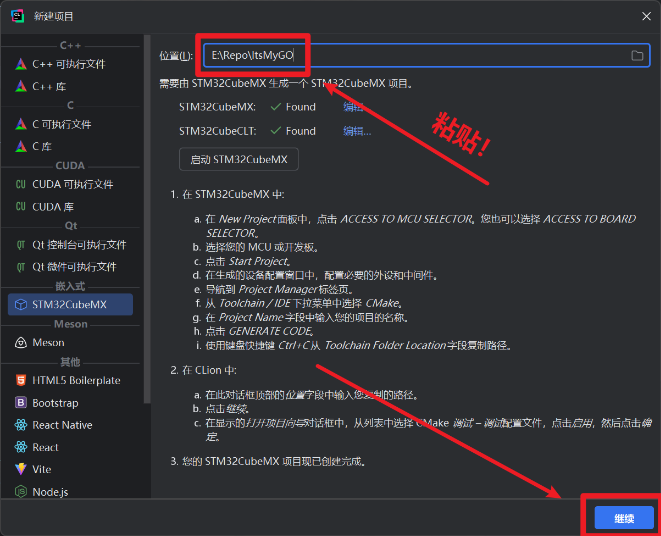 新建项目
C++
C++ 可执行文件
C++ 库
C
C 可执行文件
C 库
CUDA
CUDA 可执行文件
CUDA 库
Qt
Qt 控制台可执行文件
Qt 微件可执行文件
嵌入式
STM32CubeMX
Meson
Meson
其他
HTML5 Boilerplate
Bootstrap
React Native
React
Vite
Node.js
位置(L): E:\Repo\ItsMyGO
需要由 STM32CubeMX 生成一个 STM32CubeMX 项目。
STM32CubeMX: Found 编辑...
STM32CubeCLT: Found 编辑...
粘贴！
启动 STM32CubeMX
1. 在 STM32CubeMX 中:
a. 在 New Project 面板中，点击 ACCESS TO MCU SELECTOR。您也可以选择 ACCESS TO BOARD
SELECTOR。
b. 选择您的 MCU 或开发板。
c. 点击 Start Project。
d. 在生成的设备配置窗口中，配置必要的外设和中间件。
e. 导航到 Project Manager 标签页。
f. 从 Toolchain / IDE 下拉菜单中选择 CMake。
g. 在 Project Name 字段中输入您的项目的名称。
h. 点击 GENERATE CODE。
i. 使用键盘快捷键 Ctrl+C 从 Toolchain Folder Location 字段复制路径。
2. 在 CLion 中:
a. 在此对话框顶部的位置字段中输入您复制的路径。
b. 点击继续。
c. 在显示的打开项目向导对话框中，从列表中选择 CMake 调试 – 调试配置文件，点击启用，然后点击确
定。
3. 您的 STM32CubeMX 项目现已创建完成。
继续